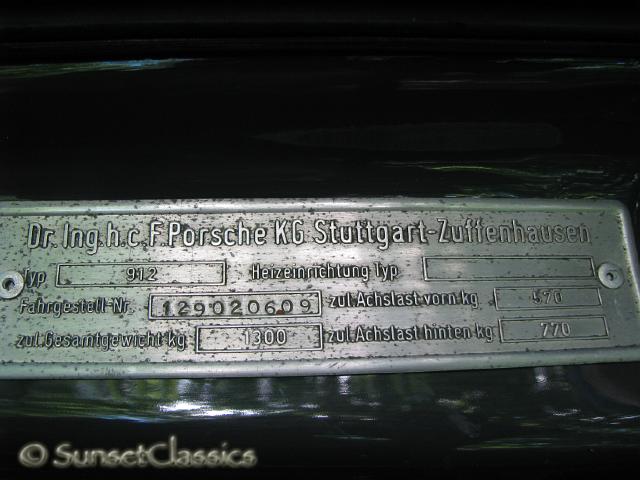 Dr. Ing. h. c. F. Porsche KG Stuttgart-Zuffenhausen
Typ 912 Heizeinrichtung Typ
Fahrgestell-Nr. 129020609 zul. Achslast vorn kg 570
zul. Gesamtgewicht kg 1300 zul. Achslast hinten kg 770
© SunsetClassics